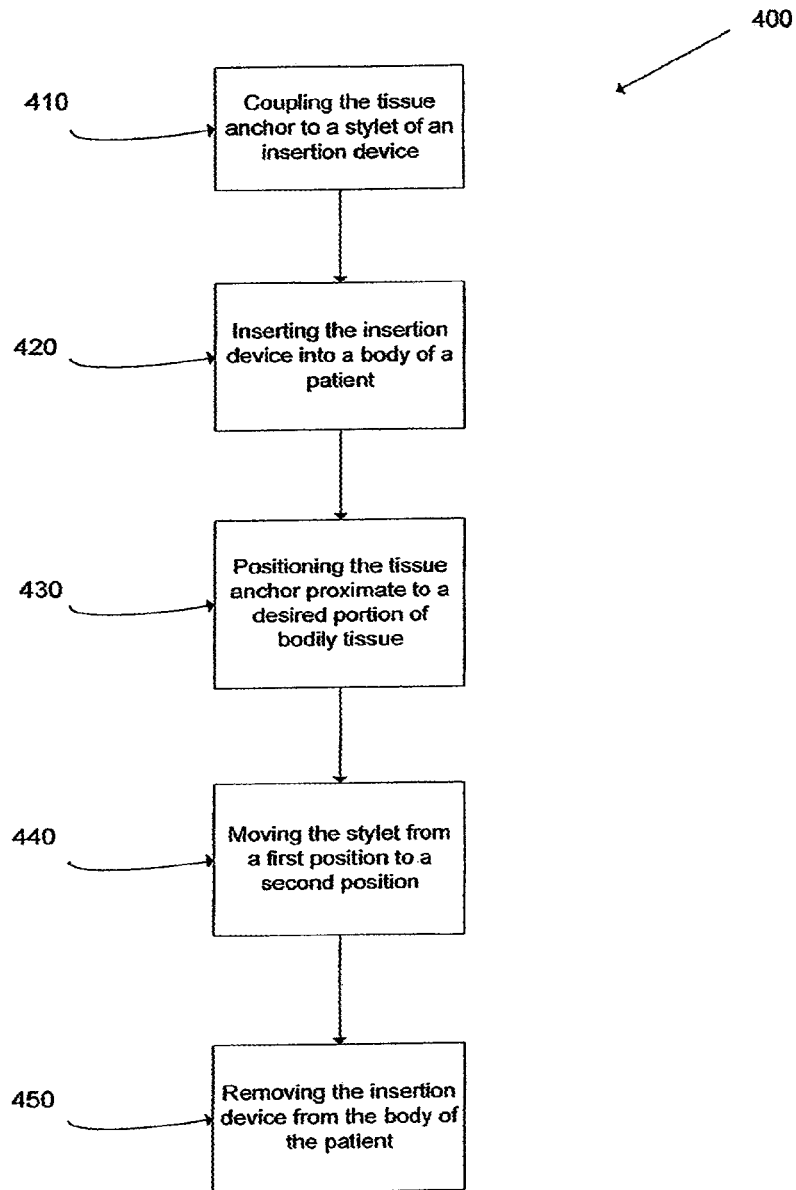 400
410
Coupling the tissue
anchor to a stylet of an
insertion device
420
Inserting the insertion
device into a body of a
patient
430
Positioning the tissue
anchor proximate to a
desired portion of
bodily tissue
440
Moving the stylet from
a first position to a
second position
450
Removing the insertion
device from the body of
the patient